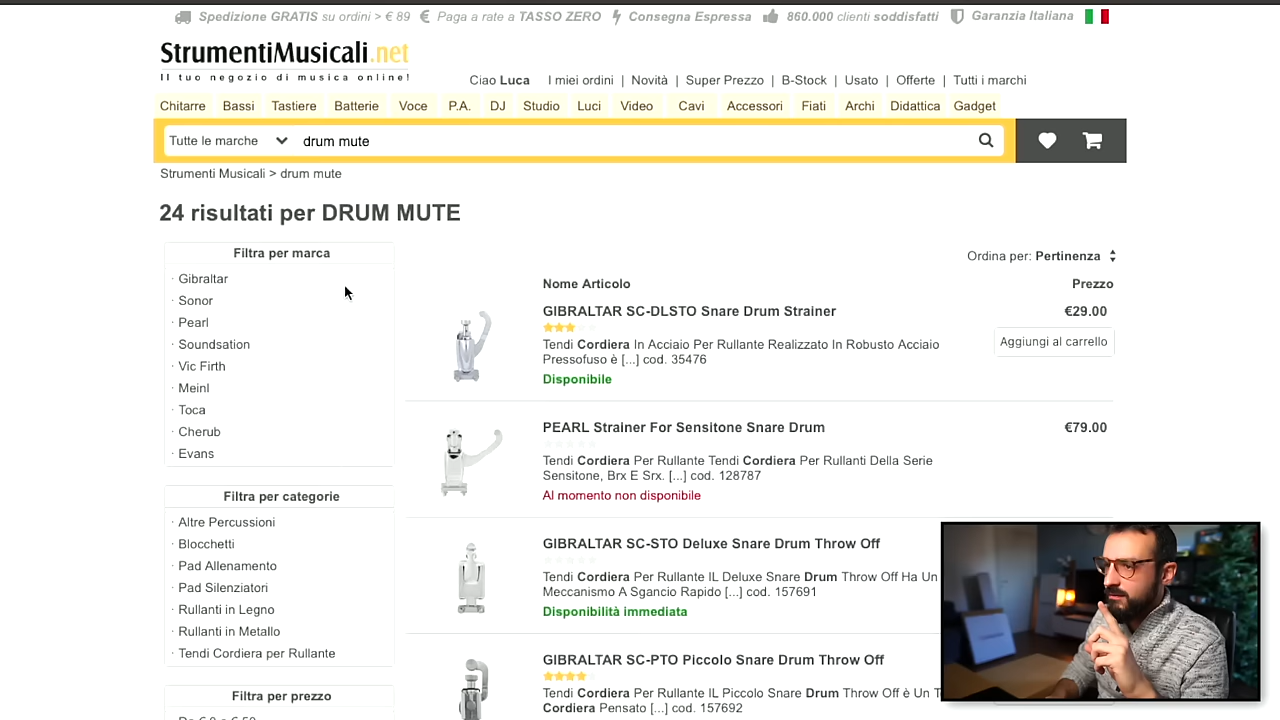 Spedizione GRATIS su ordini > € 89 Paga a rate a TASSO ZERO Consegna Espressa 860.000 clienti soddisfatti Garanzia Italiana
StrumentiMusicali.net
Il tuo negozio di musica online!
Ciao Luca I miei ordini | Novità | Super Prezzo | B-Stock | Usato | Offerte | Tutti i marchi
Chitarre Bassi Tastiere Batterie Voce P.A. DJ Studio Luci Video Cavi Accessori Fiati Archi Didattica Gadget
Tutte le marche drum mute
Strumenti Musicali > drum mute
24 risultati per DRUM MUTE
Filtra per marca
· Gibraltar
· Sonor
· Pearl
· Soundsation
· Vic Firth
· Meinl
· Toca
· Cherub
· Evans
Filtra per categorie
· Altre Percussioni
· Blocchetti
· Pad Allenamento
· Pad Silenziatori
· Rullanti in Legno
· Rullanti in Metallo
· Tendi Cordiera per Rullante
Filtra per prezzo
Ordina per: Pertinenza
Nome Articolo Prezzo
GIBRALTAR SC-DLSTO Snare Drum Strainer €29.00
Tendi Cordiera In Acciaio Per Rullante Realizzato In Robusto Acciaio
Pressofuso è [...] cod. 35476
Aggiungi al carrello
Disponibile
PEARL Strainer For Sensitone Snare Drum €79.00
Tendi Cordiera Per Rullante Tendi Cordiera Per Rullanti Della Serie
Sensitone, Brx E Srx. [...] cod. 128787
Al momento non disponibile
GIBRALTAR SC-STO Deluxe Snare Drum Throw Off
Tendi Cordiera Per Rullante IL Deluxe Snare Drum Throw Off Ha Un
Meccanismo A Sgancio Rapido [...] cod. 157691
Disponibilità immediata
GIBRALTAR SC-PTO Piccolo Snare Drum Throw Off
Tendi Cordiera Per Rullante IL Piccolo Snare Drum Throw Off è Un T
Cordiera Pensato [...] cod. 157692